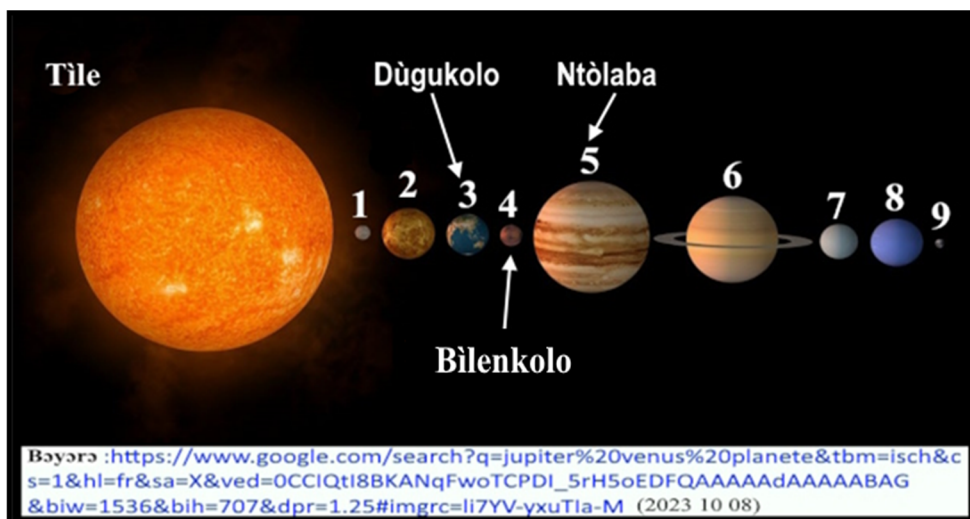 Tìle
Dùgukolo
Ntòlaba
1
2
3
4
5
6
7
8
9
Bìlenkolo
Bɔyɔrɔ :https://www.google.com/search?q=jupiter%20venus%20planete&tbm=isch&c
s=1&hl=fr&sa=X&ved=0CCIQtI8BKANqFwoTCPDI_5rH5oEDFQAAAAAdAAAAABAG
&biw=1536&bih=707&dpr=1.25#imgrc=li7YV-yxuTIa-M (2023 10 08)